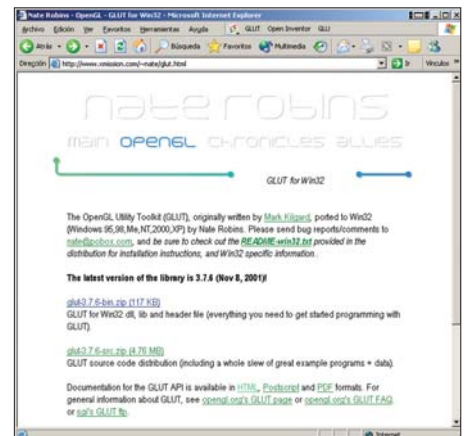 Nate Robins - OpenGL - GLUT for Win32 - Microsoft Internet Explorer
Archivo Edición Ver Favoritos Herramientas Ayuda GLUT Open Inventor GLU
Atrás Búsqueda Favoritos Multimedia
Dirección http://www.xmission.com/~nate/glut.html Ir Vínculos
nate robins
main opengl chronicles allies
GLUT for Win32
The OpenGL Utility Toolkit (GLUT), originally written by Mark Kilgard, ported to Win32
(Windows 95,98,Me,NT,2000,XP) by Nate Robins. Please send bug reports/comments to
nate@pobox.com, and be sure to check out the README-win32.txt provided in the
distribution for installation instructions, and Win32 specific information.
The latest version of the library is 3.7.6 (Nov 8, 2001)!
glut-3.7.6-bin.zip (117 KB)
GLUT for Win32 dll, lib and header file (everything you need to get started programming with
GLUT).
glut-3.7.6-src.zip (4.76 MB)
GLUT source code distribution (including a whole slew of great example programs + data).
Documentation for the GLUT API is available in HTML, Postscript and PDF formats. For
general information about GLUT, see opengl.org's GLUT page or opengl.org's GLUT FAQ
or sgi's GLUT ftp.
Internet